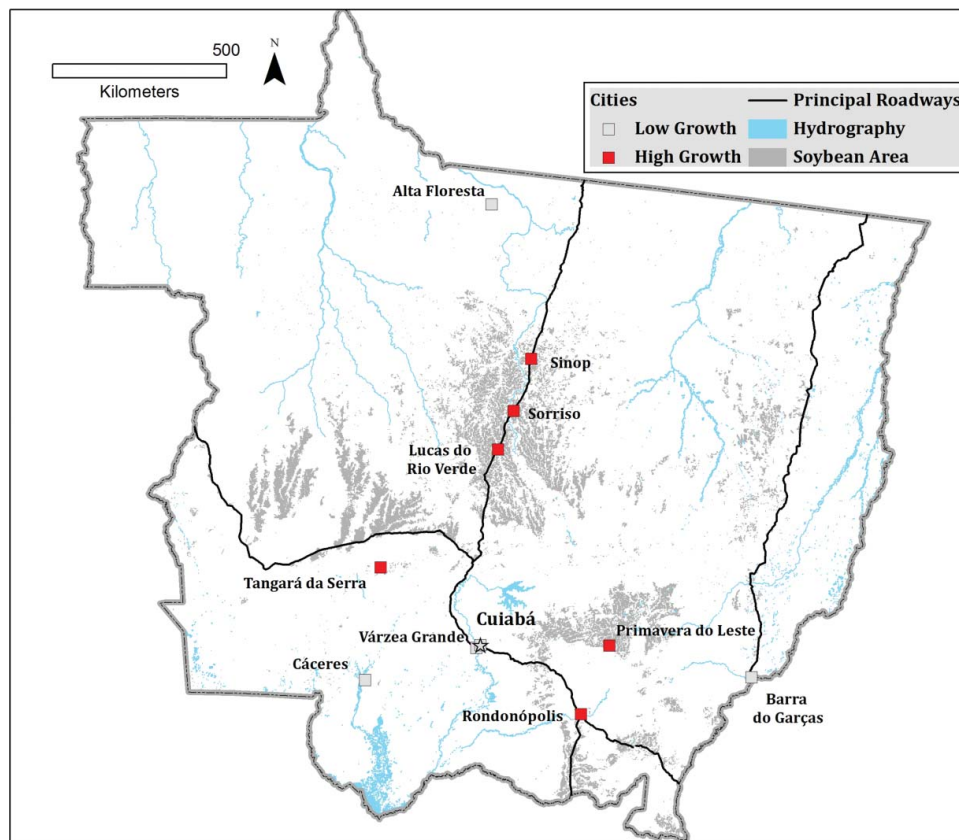 500
Kilometers
N
Cities
Low Growth
High Growth
Principal Roadways
Hydrography
Soybean Area
Alta Floresta
Sinop
Sorriso
Lucas do
Rio Verde
Tangará da Serra
Cuiabá
Várzea Grande
Primavera do Leste
Cáceres
Rondonópolis
Barra
do Garças